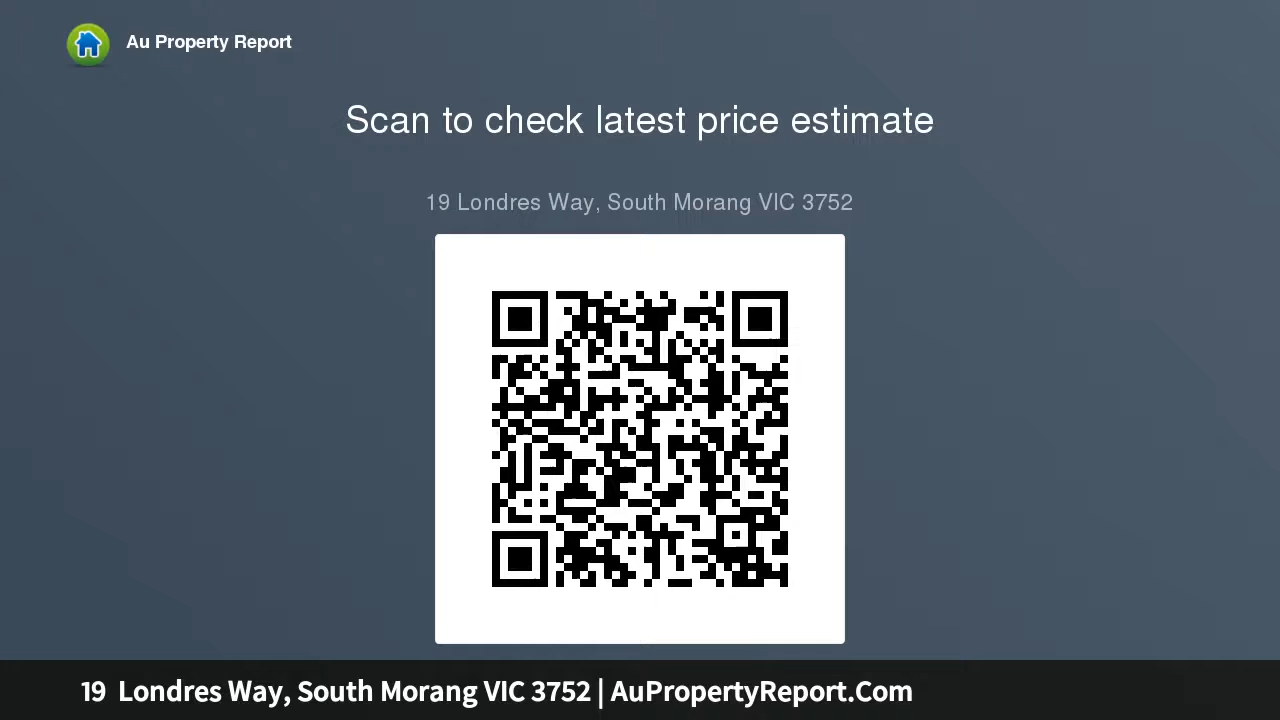 Au Property Report
Scan to check latest price estimate
19 Londres Way, South Morang VIC 3752
19 Londres Way, South Morang VIC 3752 | AuPropertyReport.Com